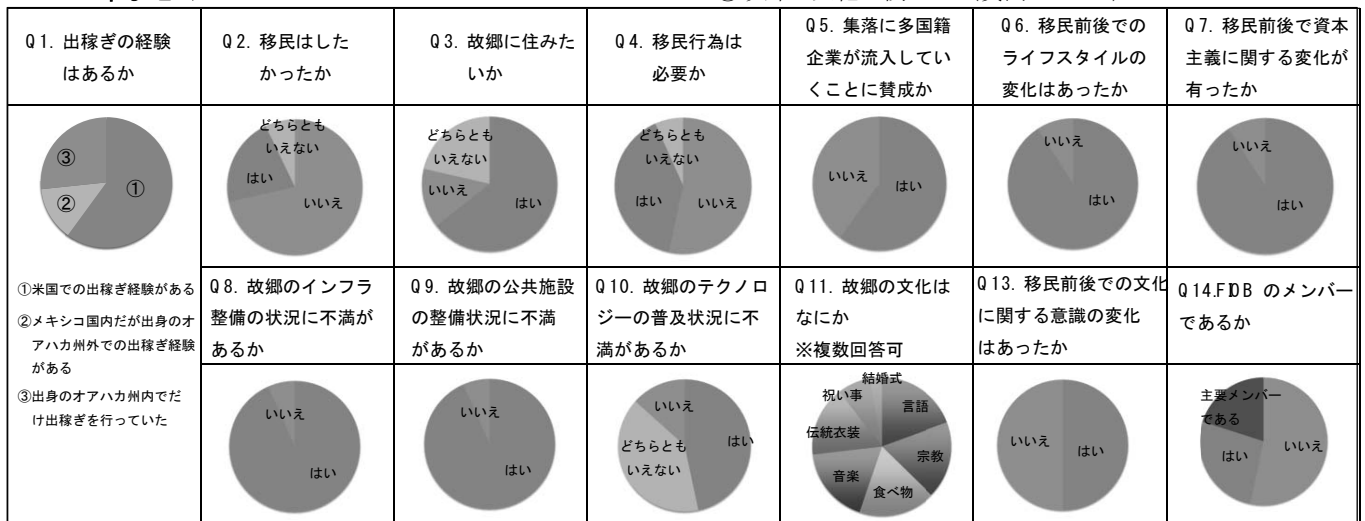 Q1. 出稼ぎの経験
はあるか
Q2. 移民はした
かったか
Q3. 故郷に住みた
いか
Q4. 移民行為は
必要か
Q5. 集落に多国籍
企業が流入してい
くことに賛成か
Q6. 移民前後での
ライフスタイルの
変化はあったか
Q7. 移民前後で資本
主義に関する変化が
有ったか
③
①
②
どちらとも
いえない
はい
いいえ
どちらとも
いえない
いいえ
はい
どちらとも
いえない
はい
いいえ
いいえ
はい
いいえ
はい
いいえ
はい
①米国での出稼ぎ経験がある
②メキシコ国内だが出身のオ
アハカ州外での出稼ぎ経験
がある
③出身のオアハカ州内でだ
け出稼ぎを行っていた
Q8. 故郷のインフラ
整備の状況に不満が
あるか
Q9. 故郷の公共施設
の整備状況に不満
があるか
Q10. 故郷のテクノロ
ジーの普及状況に不
満があるか
Q11. 故郷の文化は
なにか
※複数回答可
Q13. 移民前後での文化
に関する意識の変化
はあったか
Q14.FIOB のメンバー
であるか
いいえ
はい
いいえ
はい
いいえ
はい
どちらとも
いえない
結婚式
祝い事
言語
伝統衣装
宗教
音楽
食べ物
いいえ
はい
主要メンバー
である
いいえ
はい